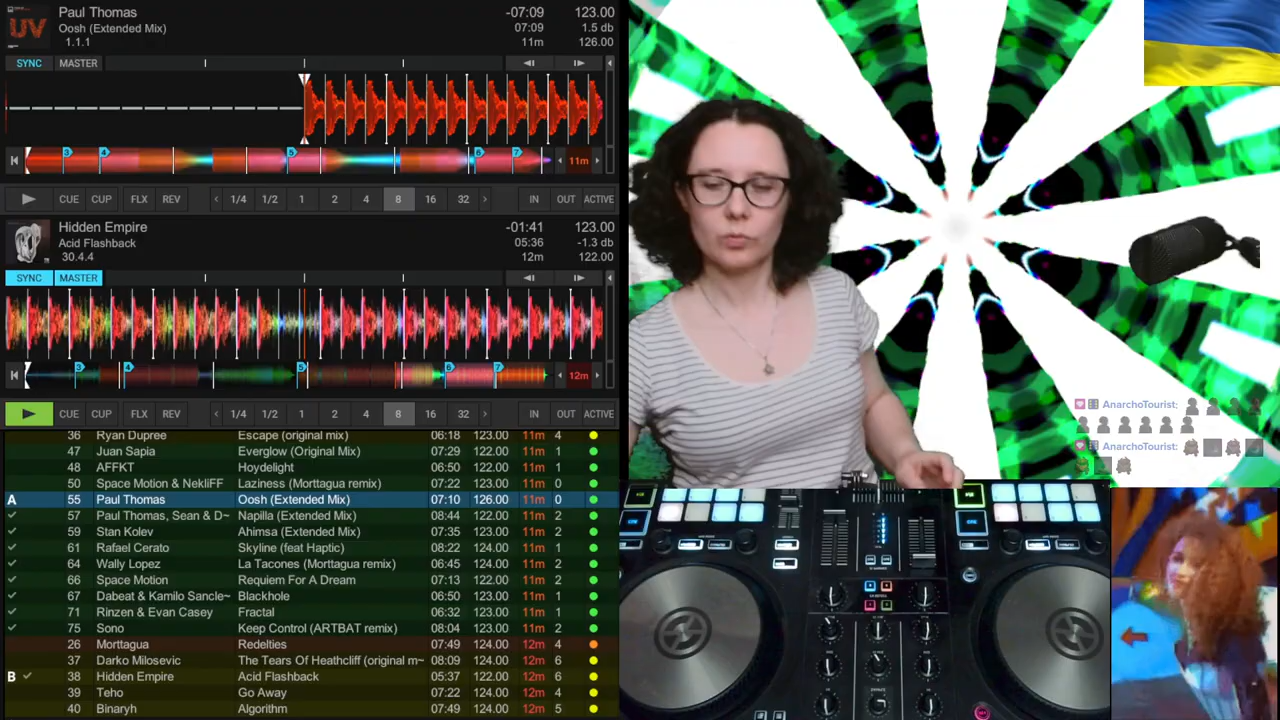 Paul Thomas -07:09 123.00
Oosh (Extended Mix) 07:09 1.5 db
1.1.1 11m 126.00
SYNC MASTER
3 4 5 6 7 11m
CUE CUP FLX REV 1/4 1/2 1 2 4 8 16 32 IN OUT ACTIVE
Hidden Empire -01:41 123.00
Acid Flashback 05:36 -1.3 db
30.4.4 12m 122.00
SYNC MASTER
3 4 5 6 7 12m
CUE CUP FLX REV 1/4 1/2 1 2 4 16 32 IN OUT ACTIVE
36 Ryan Dupree Escape (original mix) 06:18 123.00 11m 4
47 Juan Sapia Everglow (Original Mix) 07:29 123.00 11m 1
48 AFFKT Hoydelight 06:50 122.00 11m 1
50 Space Motion & NekliFF Laziness (Morttagua remix) 07:22 123.00 11m 0
A 55 Paul Thomas Oosh (Extended Mix) 07:10 126.00 11m 0
57 Paul Thomas, Sean & D~ Napilla (Extended Mix) 08:44 122.00 11m 2
59 Stan Kolev Ahimsa (Extended Mix) 07:35 123.00 11m 2
61 Rafael Cerato Skyline (feat Haptic) 08:22 124.00 11m 1
64 Wally Lopez La Tacones (Morttagua remix) 06:45 124.00 11m 2
66 Space Motion Requiem For A Dream 07:13 122.00 11m 2
67 Dabeat & Kamilo Sancle~ Blackhole 06:50 123.00 11m 1
71 Rinzen & Evan Casey Fractal 06:32 123.00 11m 1
75 Sono Keep Control (ARTBAT remix) 08:04 123.00 11m 2
26 Morttagua Redelties 07:49 124.00 12m 4
37 Darko Milosevic The Tears Of Heathcliff (original m~ 08:09 124.00 12m 6
B 38 Hidden Empire Acid Flashback 05:37 122.00 12m 6
39 Teho Go Away 07:22 124.00 12m 4
40 Binaryh Algorithm 07:49 122.00 12m 5
AnarchoTourist:
AnarchoTourist: